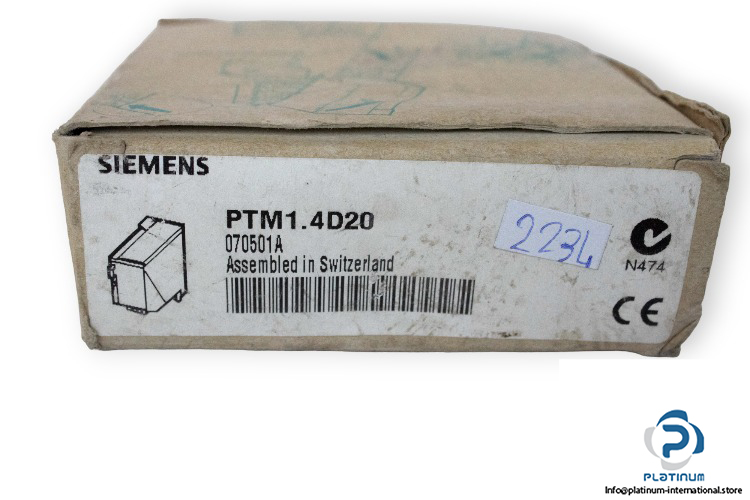 SIEMENS
PTM1.4D20
070501A
Assembled in Switzerland
2234
N474
CE
PLATINUM
Info@platinum-international.store